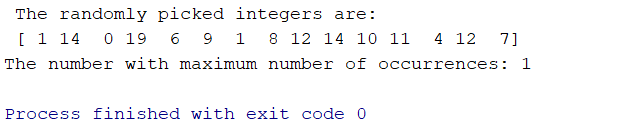 The randomly picked integers are:
[ 1 14  0 19  6  9  1  8 12 14 10 11  4 12  7]
The number with maximum number of occurrences: 1
Process finished with exit code 0